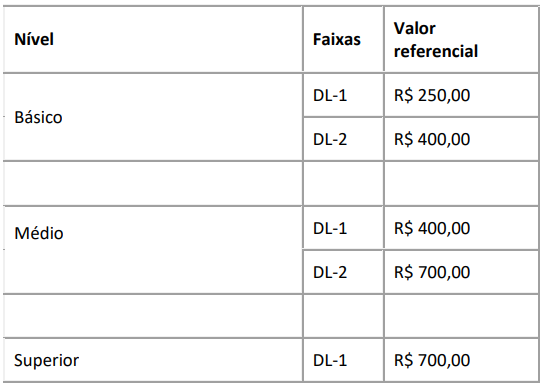 Nível Faixas Valor
referencial
Básico
DL-1 R$ 250,00
DL-2 R$ 400,00
Médio
DL-1 R$ 400,00
DL-2 R$ 700,00
Superior DL-1 R$ 700,00